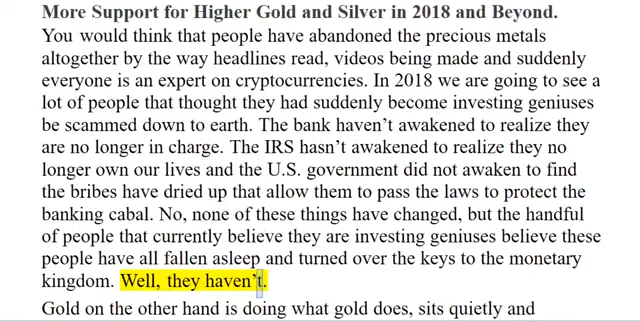 More Support for Higher Gold and Silver in 2018 and Beyond.
You would think that people have abandoned the precious metals
altogether by the way headlines read, videos being made and suddenly
everyone is an expert on cryptocurrencies. In 2018 we are going to see a
lot of people that thought they had suddenly become investing geniuses
be scammed down to earth. The bank haven't awakened to realize they
are no longer in charge. The IRS hasn't awakened to realize they no
longer own our lives and the U.S. government did not awaken to find
the bribes have dried up that allow them to pass the laws to protect the
banking cabal. No, none of these things have changed, but the handful
of people that currently believe they are investing geniuses believe these
people have all fallen asleep and turned over the keys to the monetary
kingdom. Well, they haven't.
Gold on the other hand is doing what gold does, sits quietly and